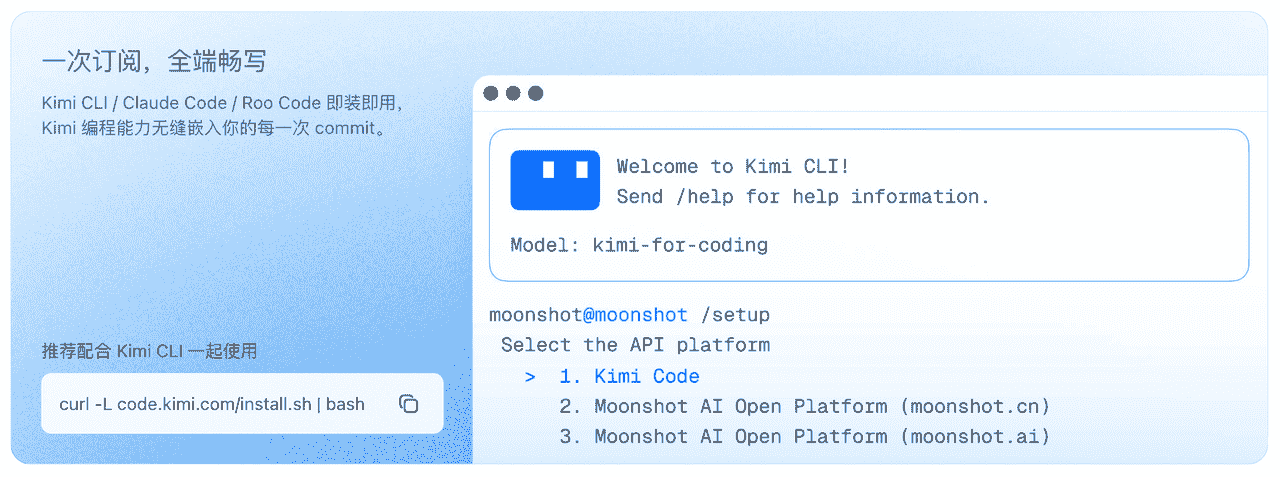 一次订阅，全端畅写
Kimi CLI / Claude Code / Roo Code 即装即用，
Kimi 编程能力无缝嵌入你的每一次 commit。
推荐配合 Kimi CLI 一起使用
curl -L code.kimi.com/install.sh | bash
Welcome to Kimi CLI!
Send /help for help information.
Model: kimi-for-coding
moonshot@moonshot /setup
Select the API platform
> 1. Kimi Code
2. Moonshot AI Open Platform (moonshot.cn)
3. Moonshot AI Open Platform (moonshot.ai)